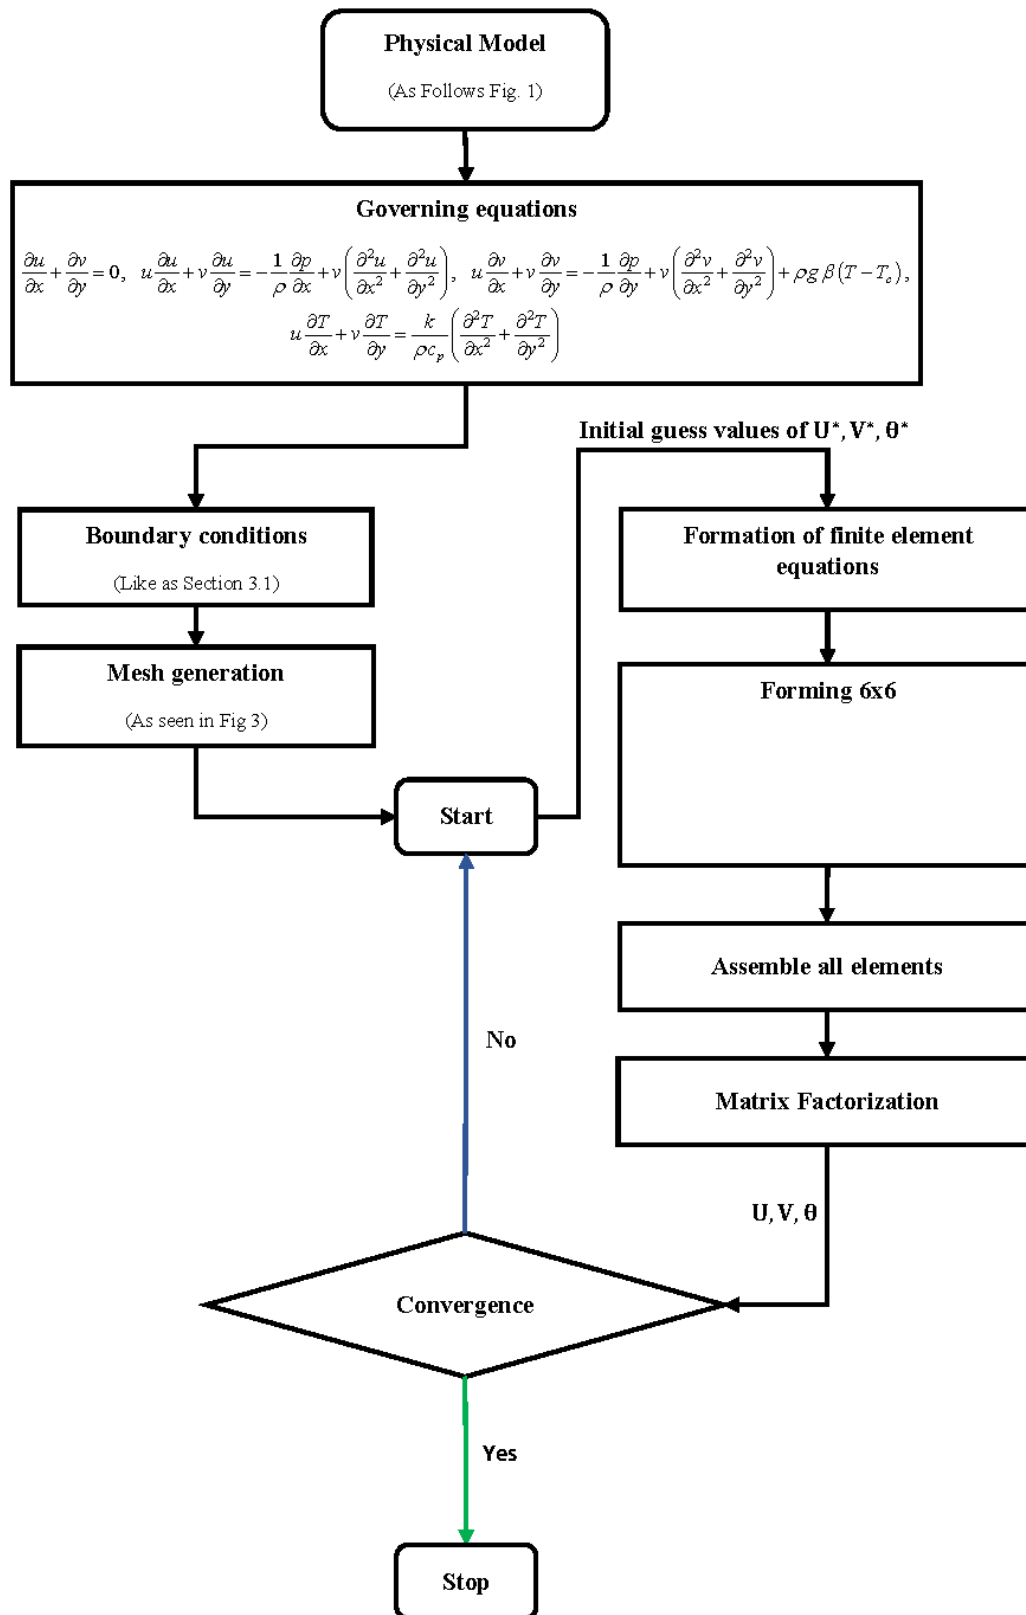 Physical Model
(As Follows Fig. 1)
Governing equations
∂u/∂x + ∂v/∂y = 0, u ∂u/∂x + v ∂u/∂y = −(1/ρ) ∂p/∂x + ν(∂²u/∂x² + ∂²u/∂y²), u ∂v/∂x + v ∂v/∂y = −(1/ρ) ∂p/∂y + ν(∂²v/∂x² + ∂²v/∂y²) + ρgβ(T − T_c),
u ∂T/∂x + v ∂T/∂y = k/(ρc_p) (∂²T/∂x² + ∂²T/∂y²)
Initial guess values of U*, V*, θ*
Boundary conditions
(Like as Section 3.1)
Mesh generation
(As seen in Fig 3)
Start
Formation of finite element
equations
Forming 6x6
Assemble all elements
Matrix Factorization
U, V, θ
No
Convergence
Yes
Stop